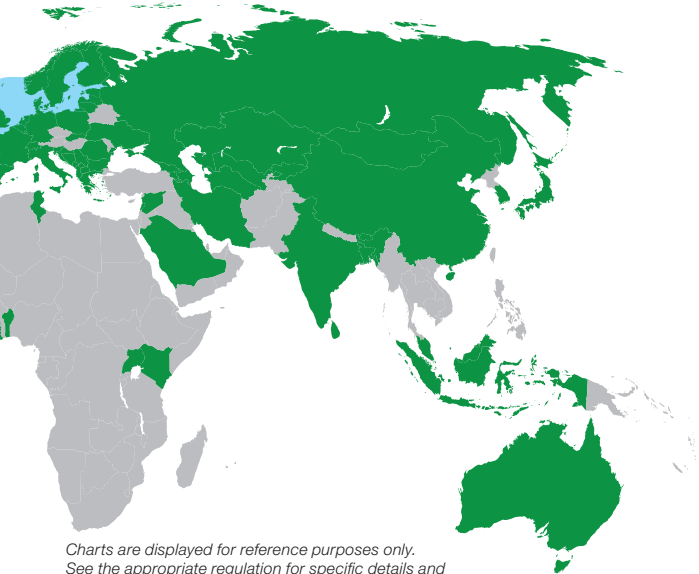 Charts are displayed for reference purposes only.
See the appropriate regulation for specific details and